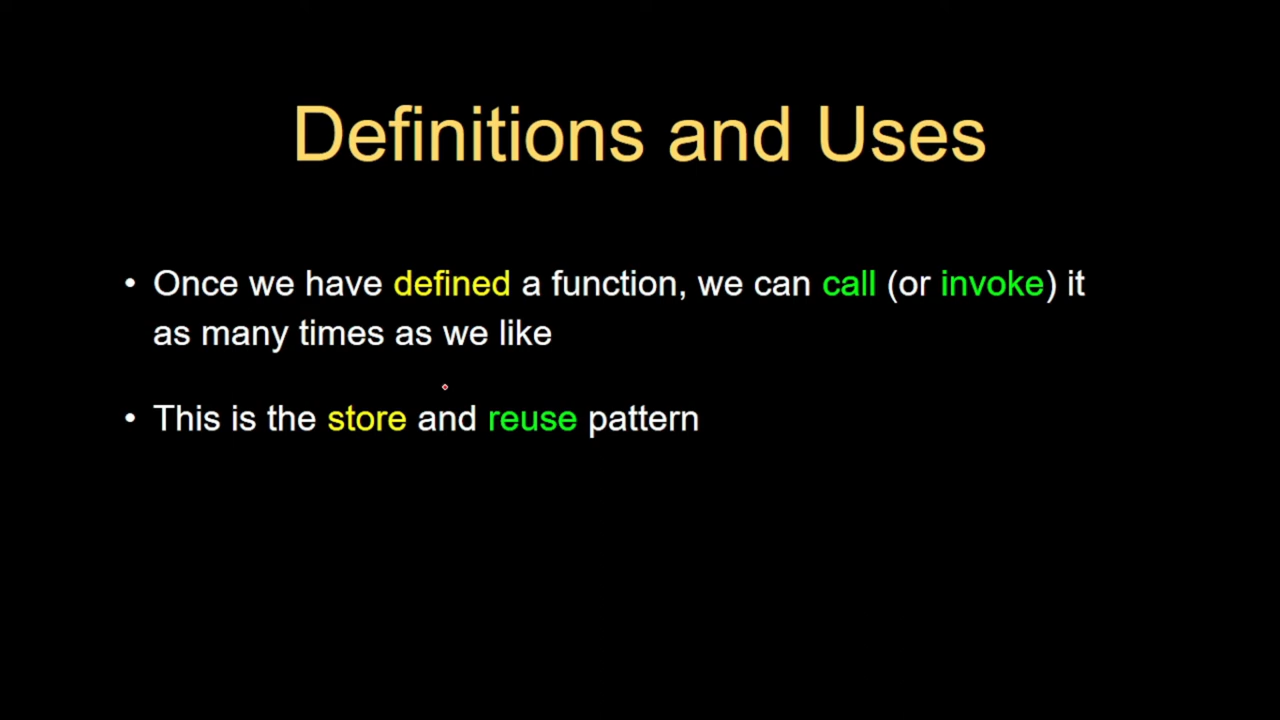 Definitions and Uses
• Once we have defined a function, we can call (or invoke) it
as many times as we like
• This is the store and reuse pattern